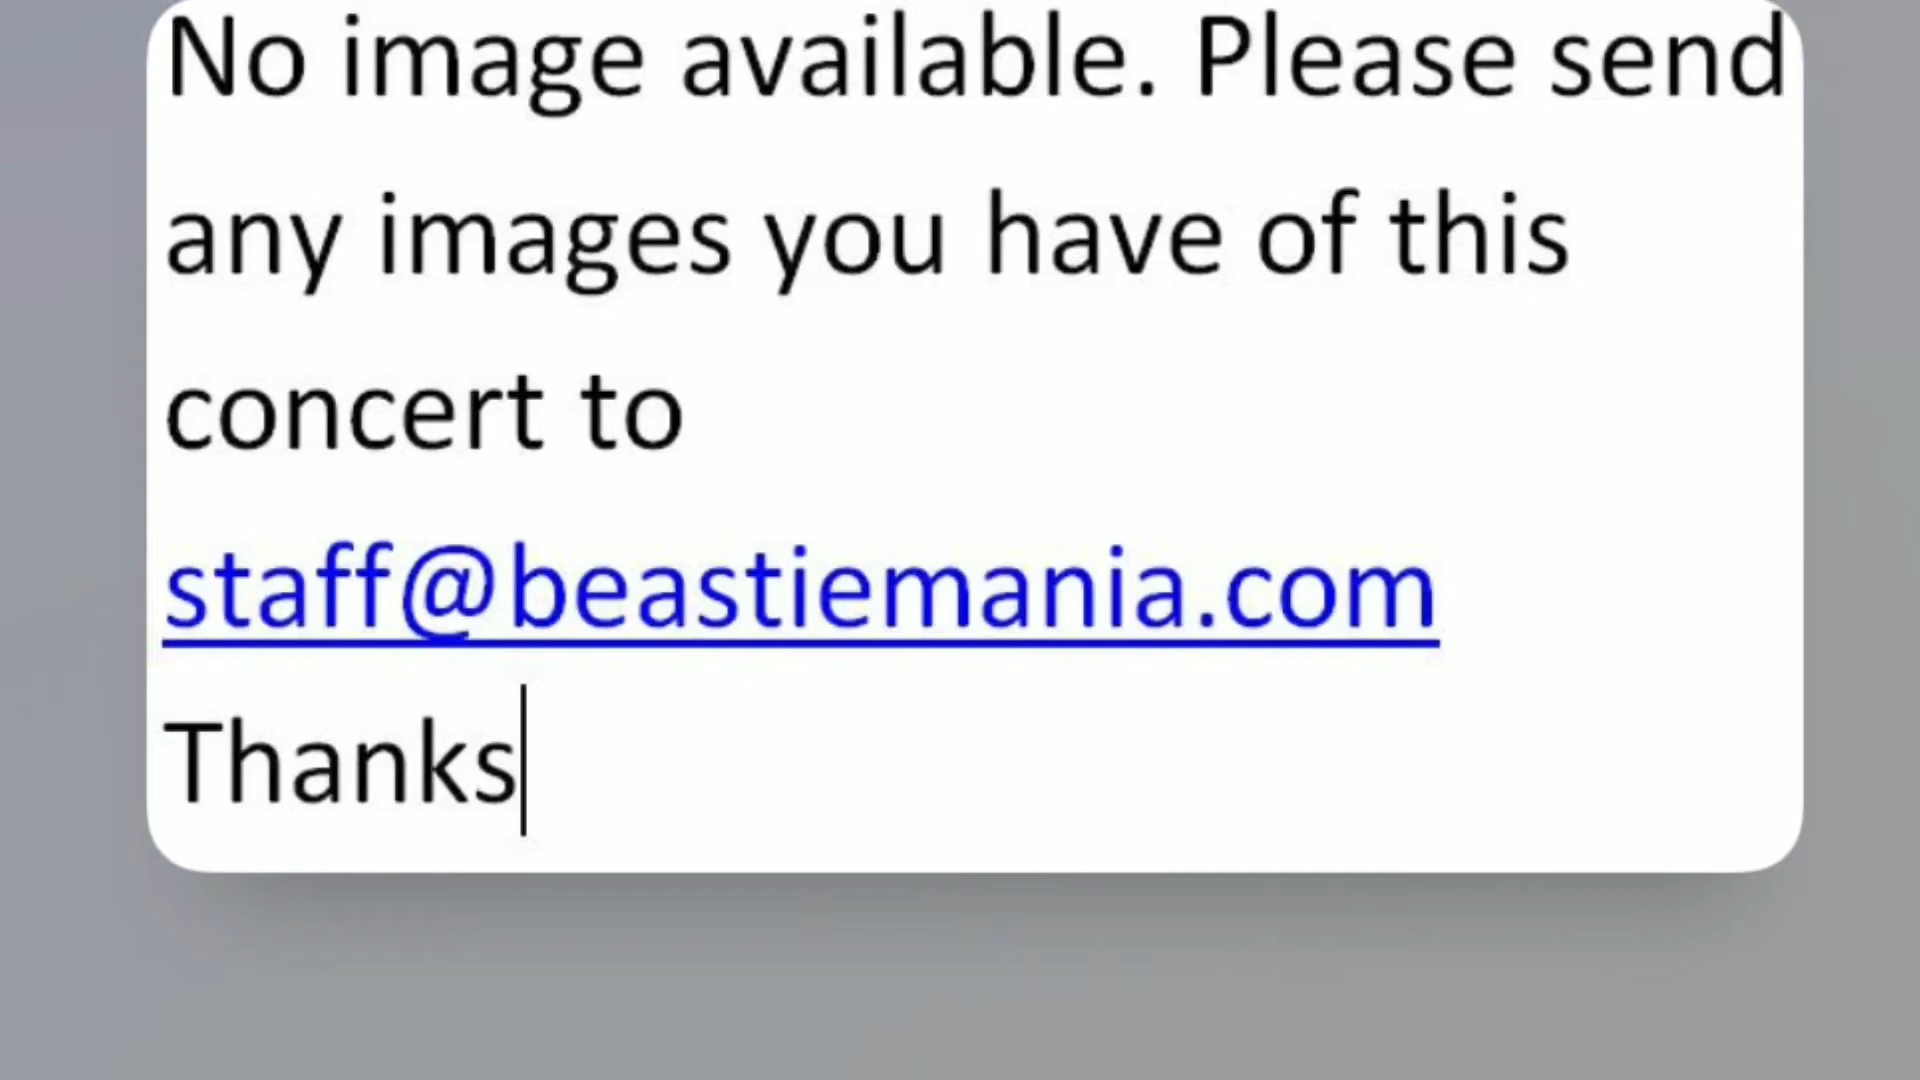 No image available. Please send
any images you have of this
concert to
staff@beastiemania.com
Thanks